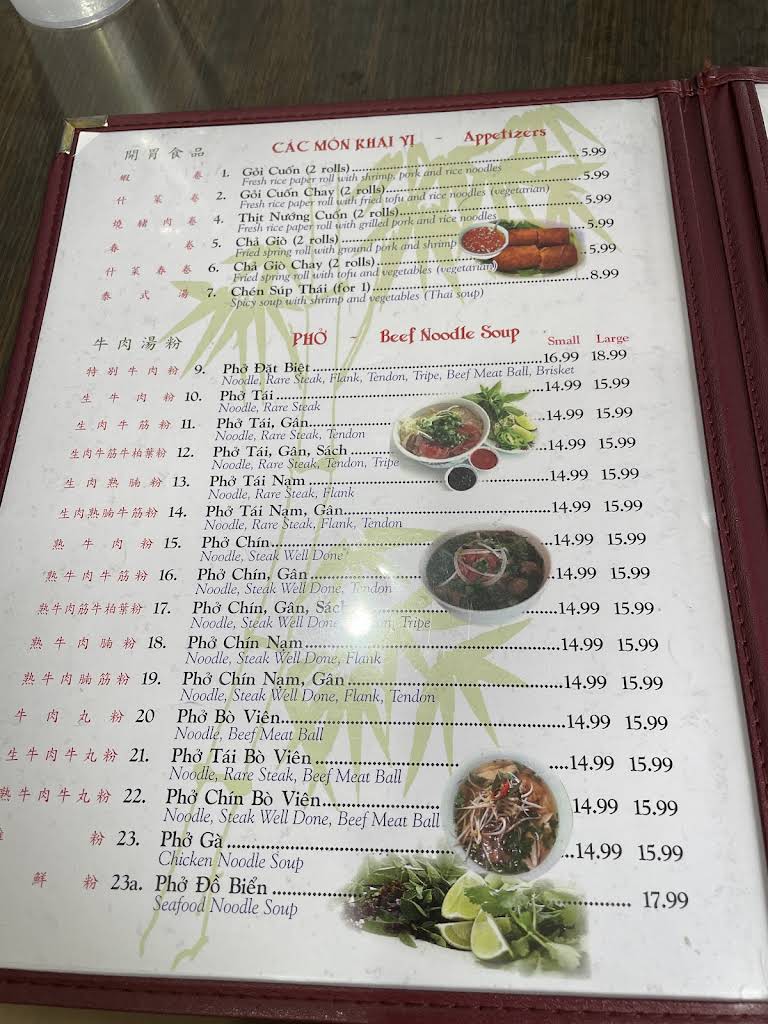 開胃食品 CÁC MÓN KHAI VỊ - Appetizers
蝦 卷 1. Gỏi Cuốn (2 rolls)......5.99
Fresh rice paper roll with shrimp, pork and rice noodles
什菜卷 2. Gỏi Cuốn Chay (2 rolls)......5.99
Fresh rice paper roll with fried tofu and rice noodles (vegetarian)
燒豬肉卷 4. Thịt Nướng Cuốn (2 rolls)......5.99
Fresh rice paper roll with grilled pork and rice noodles
春 卷 5. Chả Giò (2 rolls)......5.99
Fried spring roll with ground pork and shrimp
什菜春卷 6. Chả Giò Chay (2 rolls)......5.99
Fried spring roll with tofu and vegetables (vegetarian)
泰式湯 7. Chén Súp Thái (for 1)......8.99
Spicy soup with shrimp and vegetables (Thai soup)
牛肉湯粉 PHỞ - Beef Noodle Soup Small Large
特別牛肉粉 9. Phở Đặt Biệt......16.99 18.99
Noodle, Rare Steak, Flank, Tendon, Tripe, Beef Meat Ball, Brisket
生牛肉粉 10. Phở Tái......14.99 15.99
Noodle, Rare Steak
生肉牛筋粉 11. Phở Tái, Gân......14.99 15.99
Noodle, Rare Steak, Tendon
生肉牛筋牛柏葉粉 12. Phở Tái, Gân, Sách......14.99 15.99
Noodle, Rare Steak, Tendon, Tripe
生肉熟腩粉 13. Phở Tái Nạm......14.99 15.99
Noodle, Rare Steak, Flank
生肉熟腩牛筋粉 14. Phở Tái Nạm, Gân......14.99 15.99
Noodle, Rare Steak, Flank, Tendon
熟牛肉粉 15. Phở Chín......14.99 15.99
Noodle, Steak Well Done
熟牛肉牛筋粉 16. Phở Chín, Gân......14.99 15.99
Noodle, Steak Well Done, Tendon
熟牛肉筋牛柏葉粉 17. Phở Chín, Gân, Sách......14.99 15.99
Noodle, Steak Well Done, Tripe
熟牛肉腩粉 18. Phở Chín Nạm......14.99 15.99
Noodle, Steak Well Done, Flank
熟牛肉腩筋粉 19. Phở Chín Nạm, Gân......14.99 15.99
Noodle, Steak Well Done, Flank, Tendon
牛肉丸粉 20 Phở Bò Viên......14.99 15.99
Noodle, Beef Meat Ball
生牛肉牛丸粉 21. Phở Tái Bò Viên......14.99 15.99
Noodle, Rare Steak, Beef Meat Ball
熟牛肉牛丸粉 22. Phở Chín Bò Viên......14.99 15.99
Noodle, Steak Well Done, Beef Meat Ball
粉 23. Phở Gà......14.99 15.99
Chicken Noodle Soup
鮮 粉 23a. Phở Đồ Biển......17.99
Seafood Noodle Soup